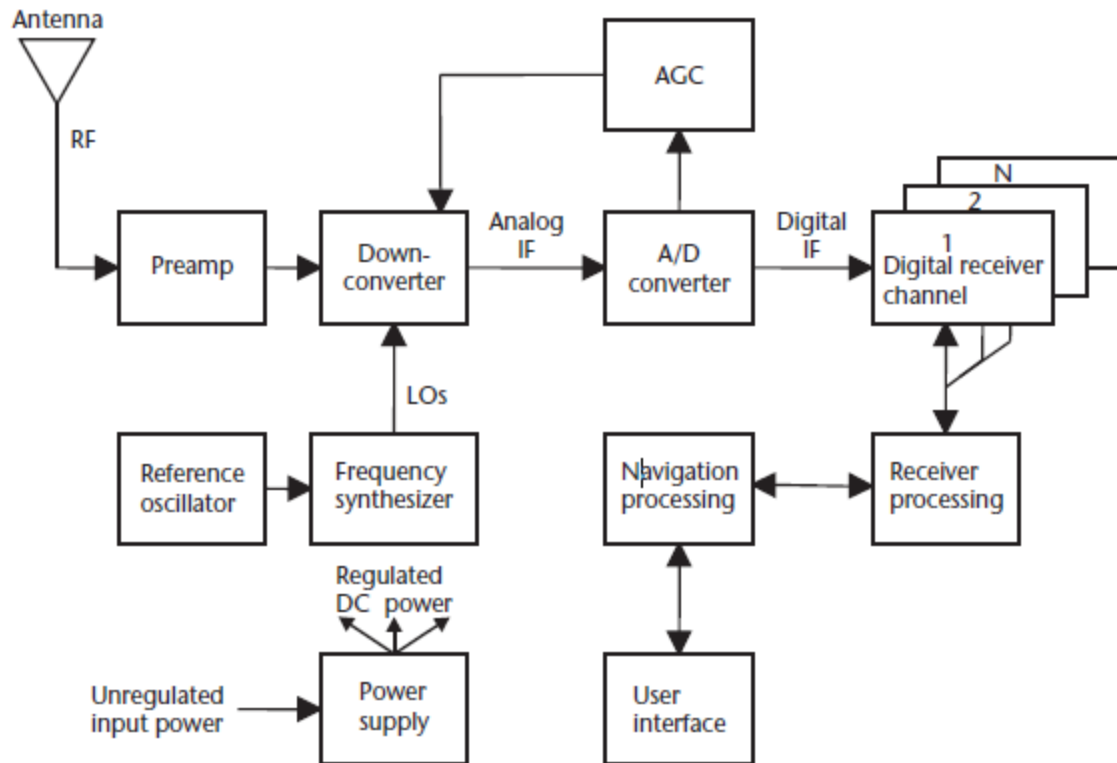 Antenna
RF
AGC
Preamp
Down-
converter
Analog
IF
A/D
converter
Digital
IF
N
2
1
Digital receiver
channel
LOs
Reference
oscillator
Frequency
synthesizer
Navigation
processing
Receiver
processing
Regulated
DC power
Unregulated
input power
Power
supply
User
interface